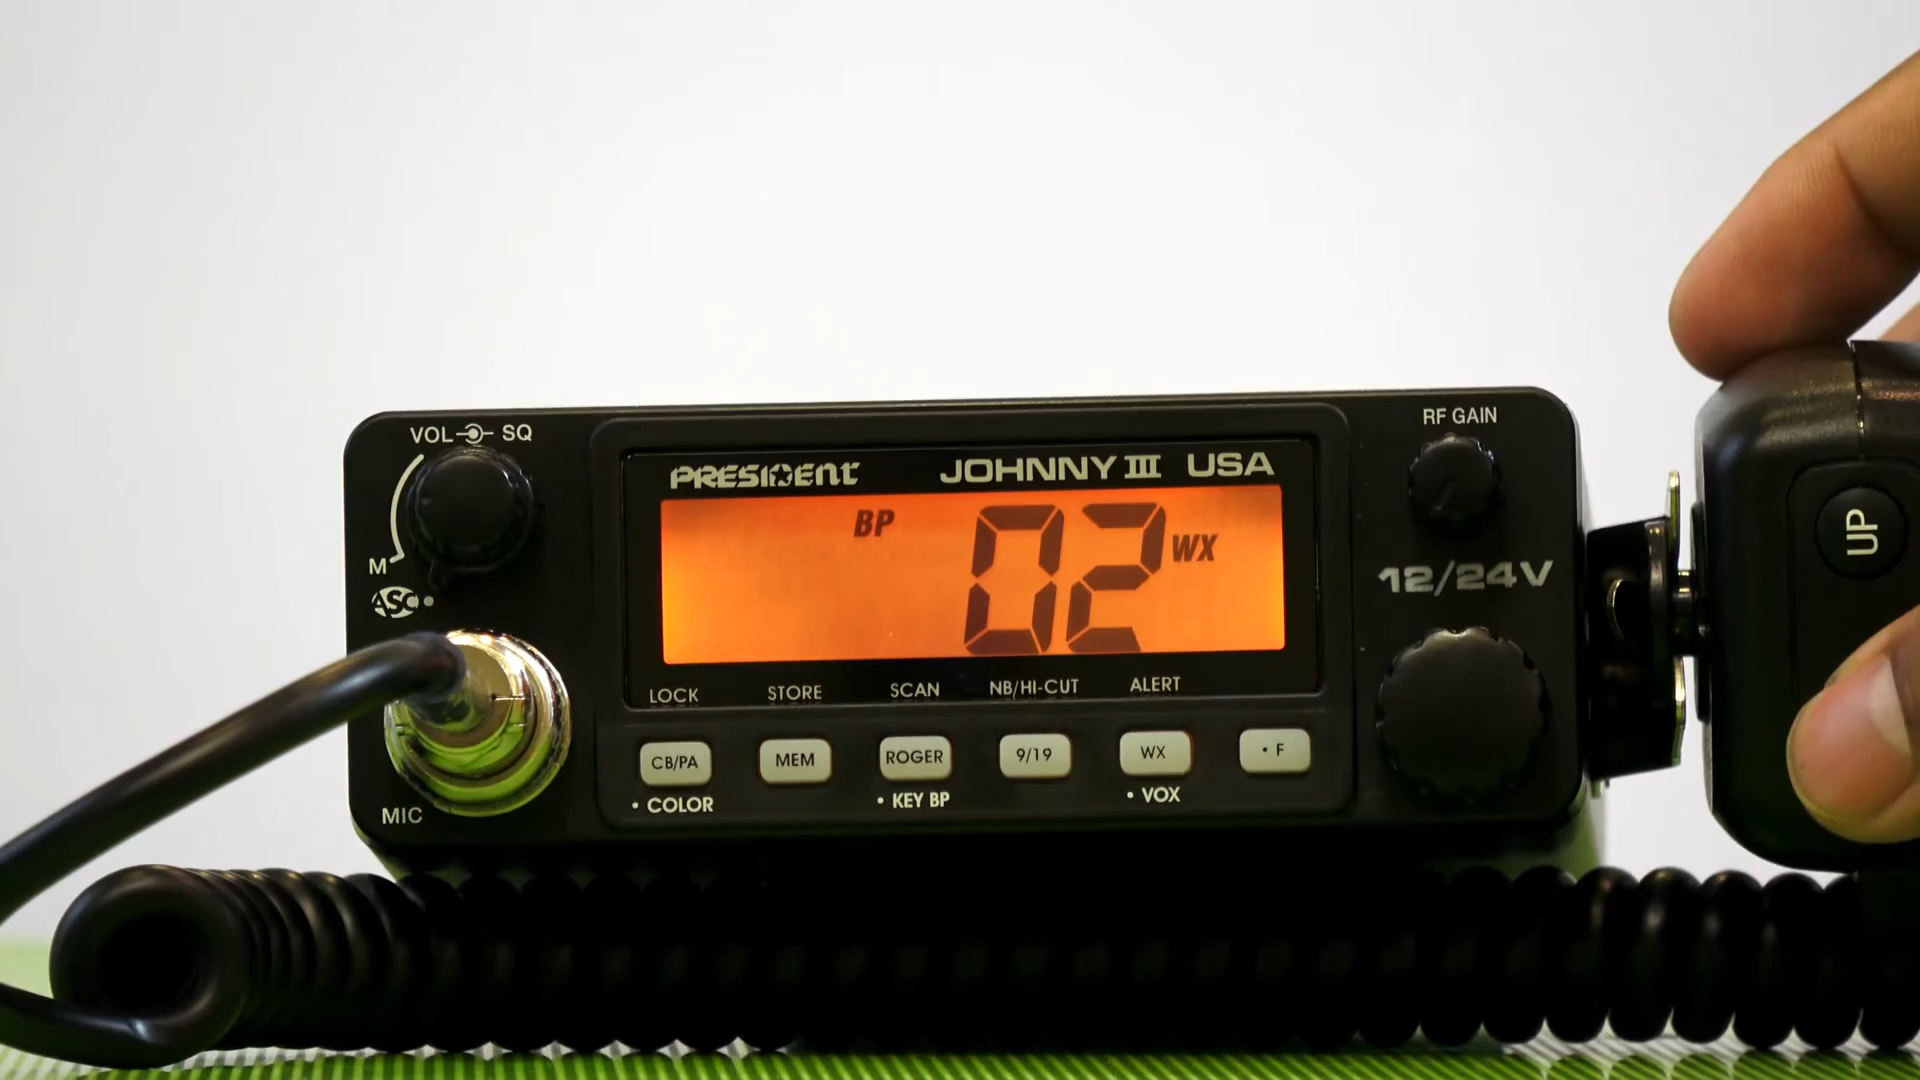 VOL SQ
M
ASC
MIC
PRESIDENT JOHNNY III USA
BP 02 WX
LOCK STORE SCAN NB/HI-CUT ALERT
CB/PA MEM ROGER 9/19 WX • F
• COLOR • KEY BP • VOX
RF GAIN
12/24V
UP